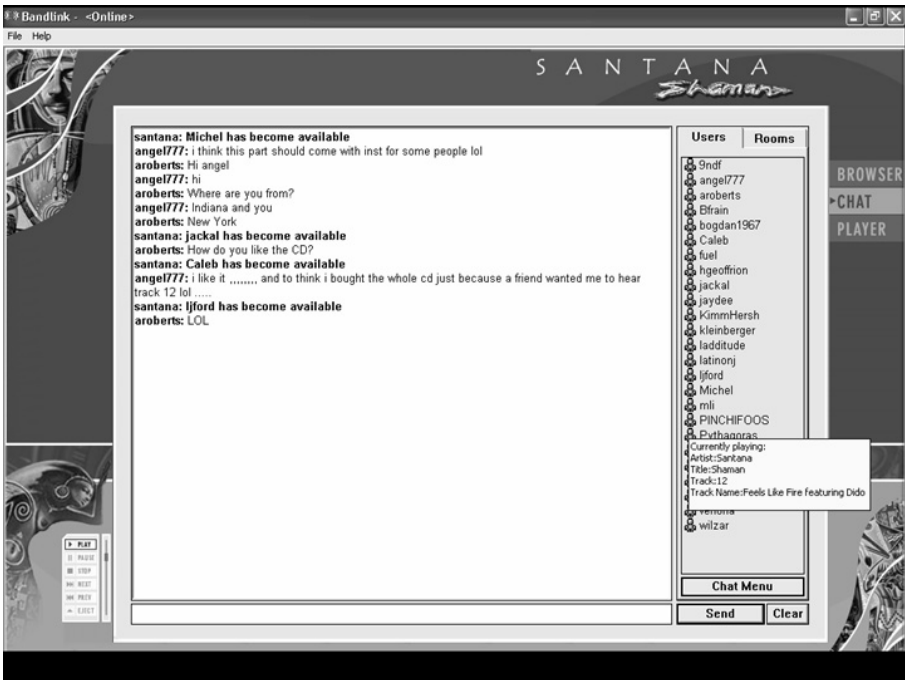 Bandlink - <Online>
File Help
SANTANA
Shaman
santana: Michel has become available
angel777: i think this part should come with inst for some people lol
aroberts: Hi angel
angel777: hi
aroberts: Where are you from?
angel777: Indiana and you
aroberts: New York
santana: jackal has become available
aroberts: How do you like the CD?
santana: Caleb has become available
angel777: i like it ,,,,,,,, and to think i bought the whole cd just because a friend wanted me to hear
track 12 lol .....
santana: ljford has become available
aroberts: LOL
Users Rooms
9ndf
angel777
aroberts
Bfrain
bogdan1967
Caleb
fuel
hgeoffrion
jackal
jaydee
KimmHersh
kleinberger
ladditude
latinonj
ljford
Michel
mli
PINCHIFOOS
Pythagoras
Currently playing:
Artist:Santana
Title:Shaman
Track:12
Track Name:Feels Like Fire featuring Dido
wilzar
Chat Menu
Send Clear
BROWSER
CHAT
PLAYER
PLAY
PAUSE
STOP
NEXT
PREV
EJECT